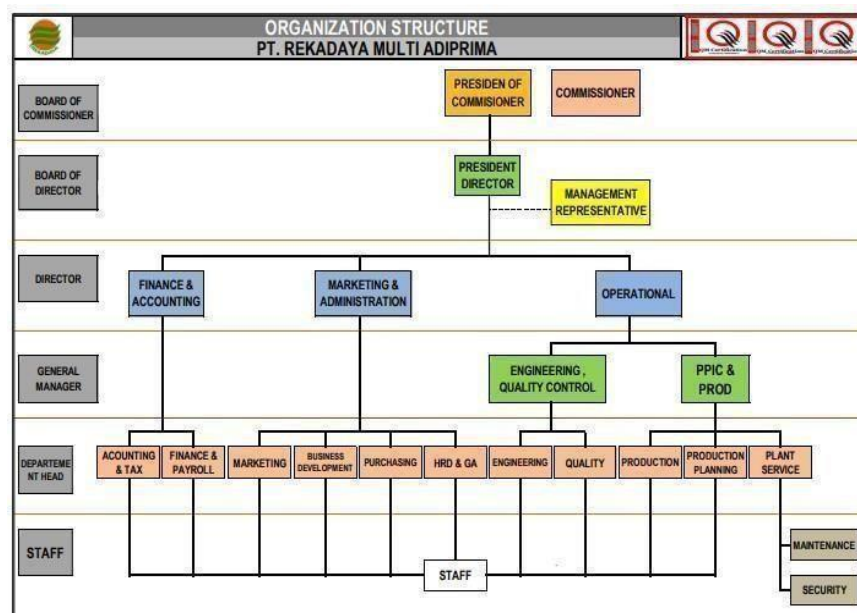 ORGANIZATION STRUCTURE
PT. REKADAYA MULTI ADIPRIMA
BOARD OF
COMMISSIONER
PRESIDEN OF
COMMISIONER
COMMISSIONER
BOARD OF
DIRECTOR
PRESIDENT
DIRECTOR
MANAGEMENT
REPRESENTATIVE
DIRECTOR
FINANCE &
ACCOUNTING
MARKETING &
ADMINISTRATION
OPERATIONAL
GENERAL
MANAGER
ENGINEERING ,
QUALITY CONTROL
PPIC &
PROD
DEPARTEME
NT HEAD
ACOUNTING
& TAX
FINANCE &
PAYROLL
MARKETING
BUSINESS
DEVELOPMENT
PURCHASING
HRD & GA
ENGINEERING
QUALITY
PRODUCTION
PRODUCTION
PLANNING
PLANT
SERVICE
STAFF
STAFF
MAINTENANCE
SECURITY